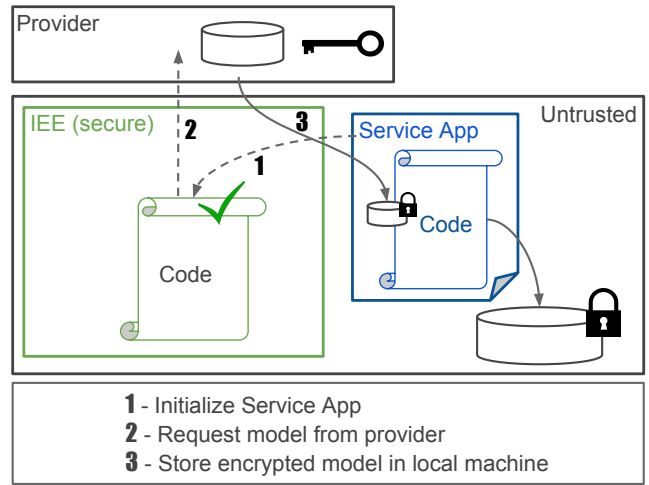 Provider
Untrusted
IEE (secure)
2
3
Service App
1
Code
Code
1 - Initialize Service App
2 - Request model from provider
3 - Store encrypted model in local machine